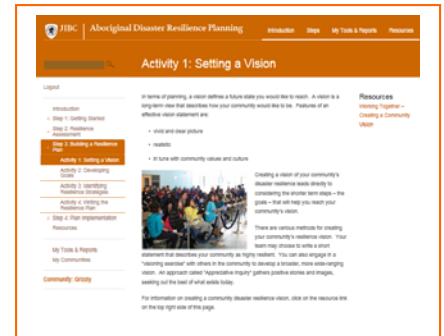 JIBC | Aboriginal Disaster Resilience Planning
Introduction Steps My Tools & Reports Resources
Activity 1: Setting a Vision
Logout
Introduction
Step 1: Getting Started
Step 2: Resilience
Assessment
Step 3: Building a Resilience
Plan
Activity 1: Setting a Vision
Activity 2: Developing
Goals
Activity 3: Identifying
Resilience Strategies
Activity 4: Writing the
Resilience Plan
Step 4: Plan Implementation
Resources
My Tools & Reports
My Communities
Community: Grizzly
In terms of planning, a vision defines a future state you would like to reach. A vision is a
long-term view that describes how your community would like to be. Features of an
effective vision statement are:
• vivid and clear picture
• realistic
• in tune with community values and culture
Creating a vision of your community's
disaster resilience leads directly to
considering the shorter term steps – the
goals – that will help you reach your
community's vision.
There are various methods for creating
your community's resilience vision. Your
team may choose to write a short
statement that describes your community as highly resilient. You can also engage in a
"visioning exercise" with others in the community to develop a broader, more wide-ranging
vision. An approach called "Appreciative Inquiry" gathers positive stories and images,
seeking out the best of what exists today.
For information on creating a community disaster resilience vision, click on the resource link
on the top right side of this page.
Resources
Working Together –
Creating a Community
Vision